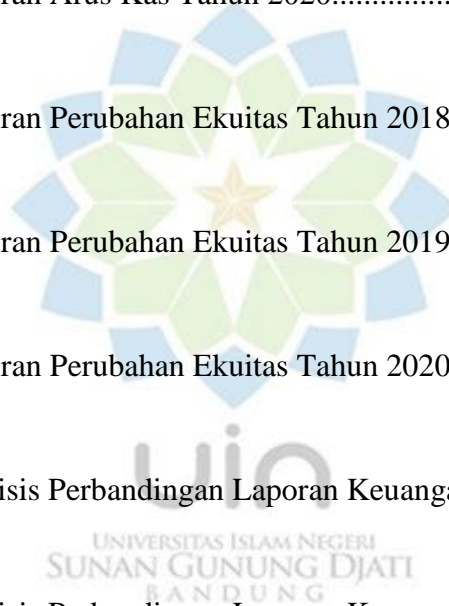 ran Arus Kas Tahun 2020................
ran Perubahan Ekuitas Tahun 2018
ran Perubahan Ekuitas Tahun 2019
ran Perubahan Ekuitas Tahun 2020
isis Perbandingan Laporan Keuanga
uin
UNIVERSITAS ISLAM NEGERI
SUNAN GUNUNG DJATI
BANDUNG